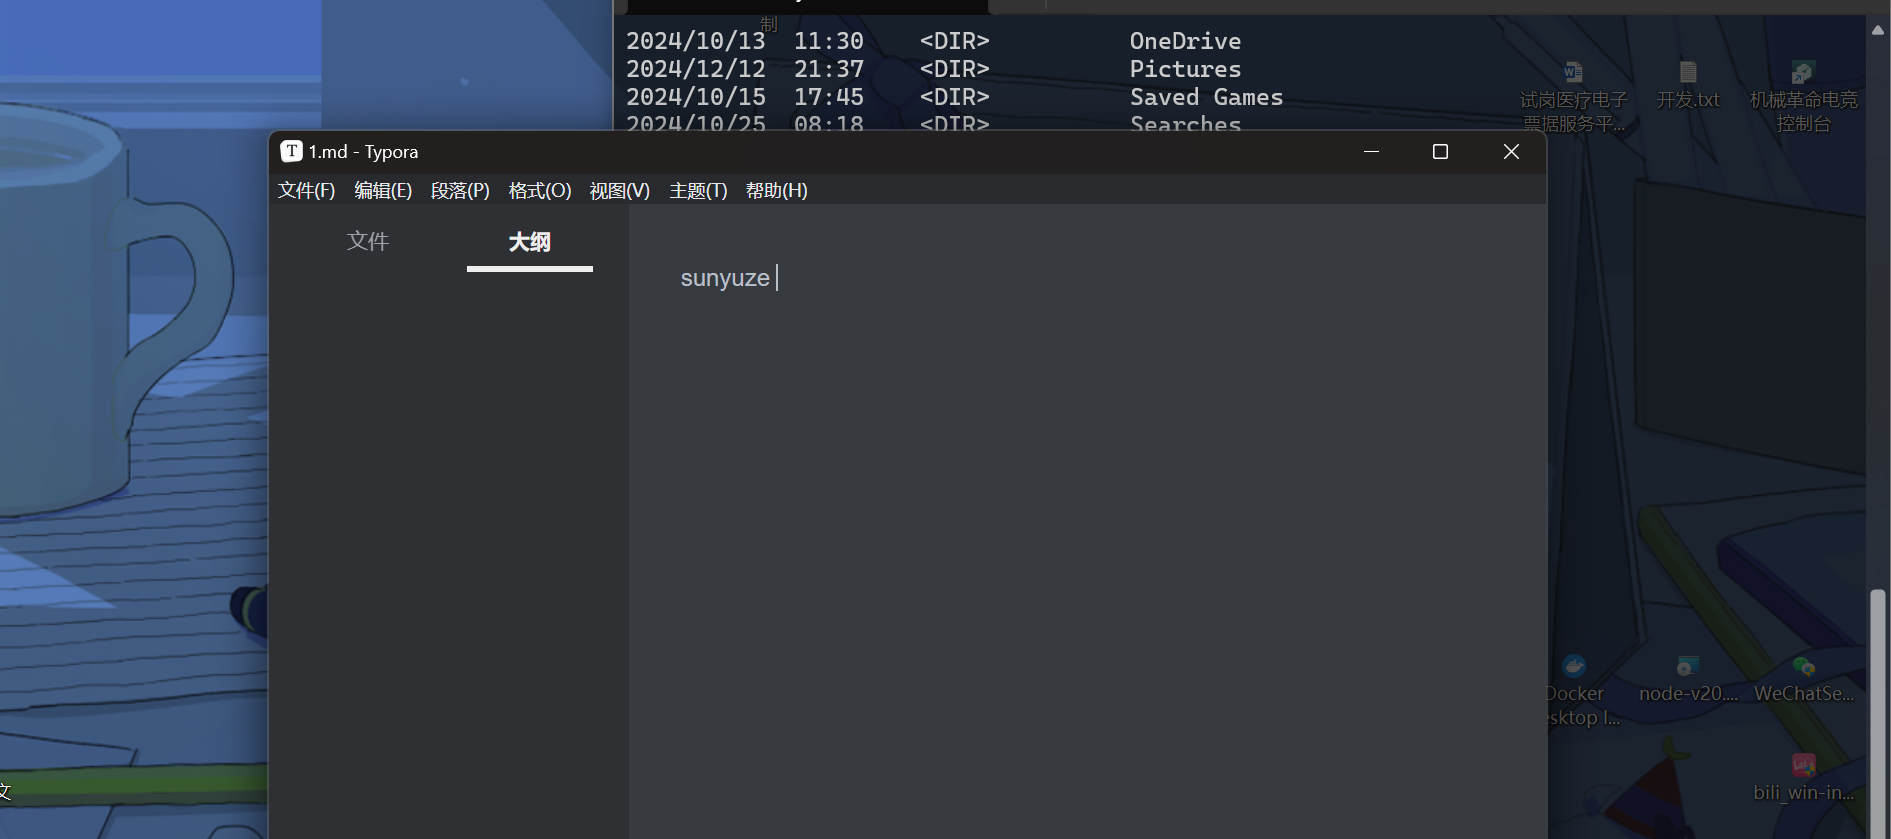 制
2024/10/13 11:30 <DIR> OneDrive
2024/12/12 21:37 <DIR> Pictures
2024/10/15 17:45 <DIR> Saved Games
2024/10/25 08:18 <DIR> Searches
试岗医疗电子
票据服务平...
开发.txt
机械革命电竞
控制台
1.md - Typora
文件(F) 编辑(E) 段落(P) 格式(O) 视图(V) 主题(T) 帮助(H)
文件 大纲
sunyuze
Docker
esktop I...
node-v20....
WeChatSe...
bili_win-in...
文